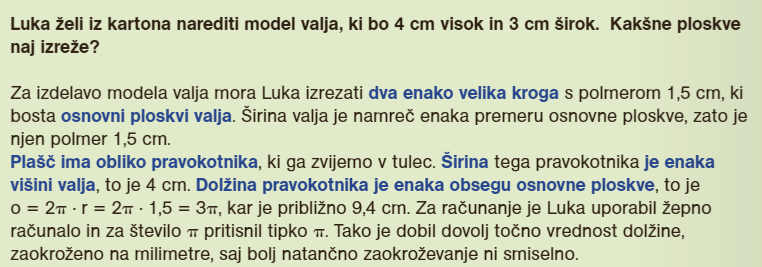 Luka želi iz kartona narediti model valja, ki bo 4 cm visok in 3 cm širok.  Kakšne ploskve
naj izreže?
Za izdelavo modela valja mora Luka izrezati dva enako velika kroga s polmerom 1,5 cm, ki
bosta osnovni ploskvi valja. Širina valja je namreč enaka premeru osnovne ploskve, zato je
njen polmer 1,5 cm.
Plašč ima obliko pravokotnika, ki ga zvijemo v tulec. Širina tega pravokotnika je enaka
višini valja, to je 4 cm. Dolžina pravokotnika je enaka obsegu osnovne ploskve, to je
o = 2π · r = 2π · 1,5 = 3π, kar je približno 9,4 cm. Za računanje je Luka uporabil žepno
računalo in za število π pritisnil tipko π. Tako je dobil dovolj točno vrednost dolžine,
zaokroženo na milimetre, saj bolj natančno zaokroževanje ni smiselno.